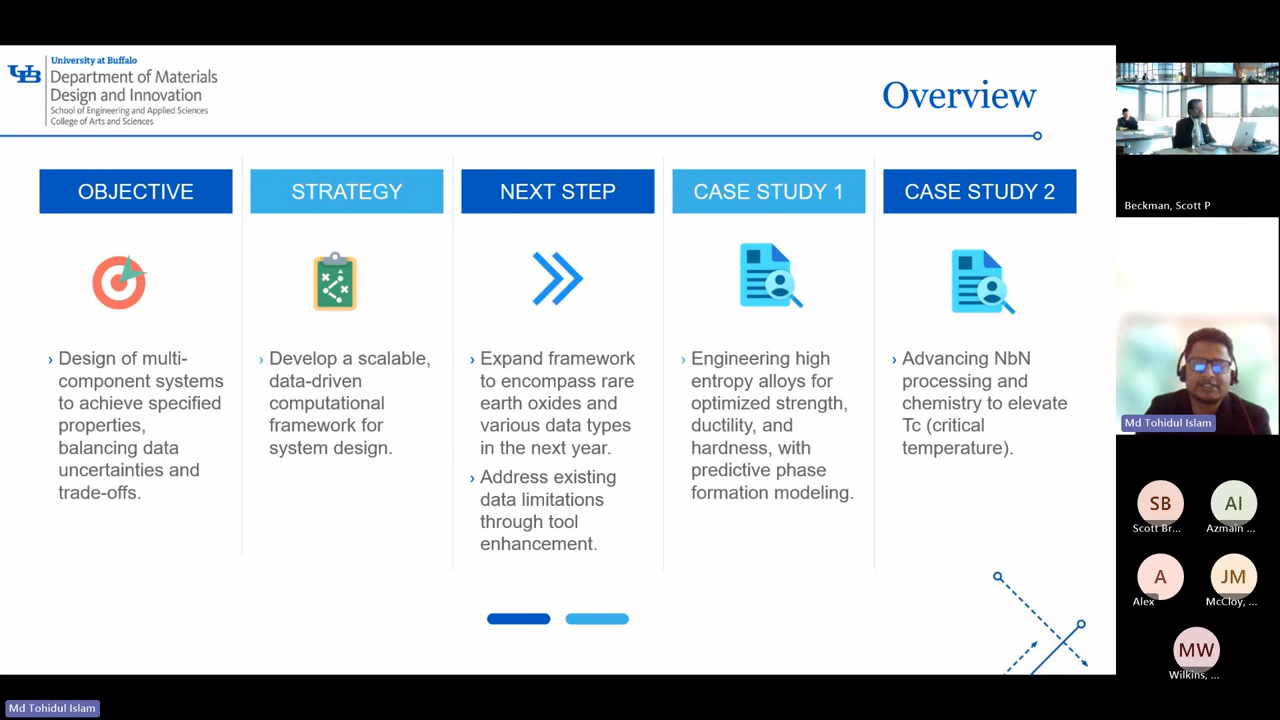 UB
University at Buffalo
Department of Materials
Design and Innovation
School of Engineering and Applied Sciences
College of Arts and Sciences
Overview
OBJECTIVE
Design of multi-
component systems
to achieve specified
properties,
balancing data
uncertainties and
trade-offs.
STRATEGY
Develop a scalable,
data-driven
computational
framework for
system design.
NEXT STEP
Expand framework
to encompass rare
earth oxides and
various data types
in the next year.
Address existing
data limitations
through tool
enhancement.
CASE STUDY 1
Engineering high
entropy alloys for
optimized strength,
ductility, and
hardness, with
predictive phase
formation modeling.
CASE STUDY 2
Advancing NbN
processing and
chemistry to elevate
Tc (critical
temperature).
Beckman, Scott P
Md Tohidul Islam
SB
Scott Br...
AI
Azmain ...
A
Alex
JM
McCloy, ...
MW
Wilkins, ...
Md Tohidul Islam